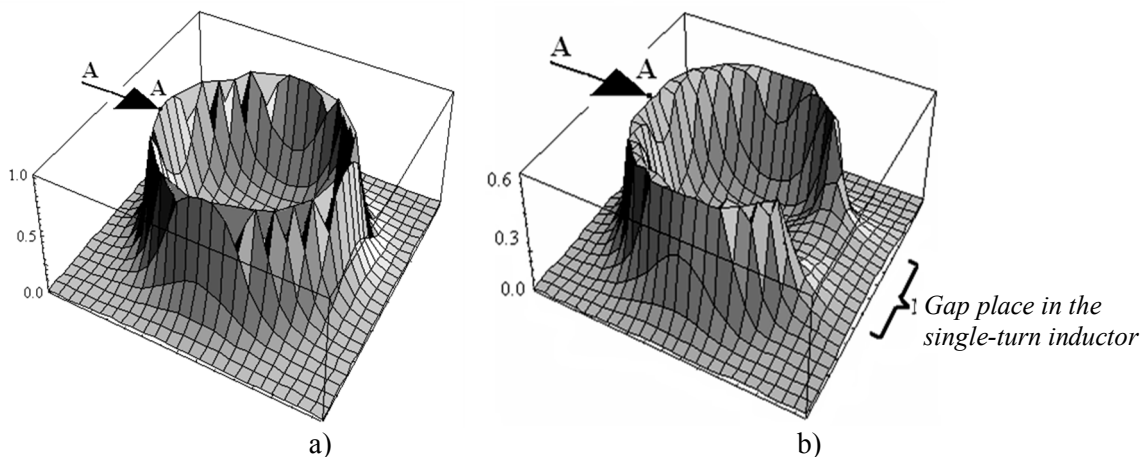 A
A
1.0
0.5
0.0
a)
A
A
0.6
0.3
0.0
Gap place in the
single-turn inductor
b)